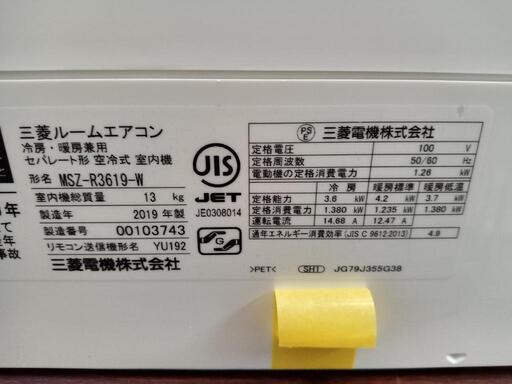 三菱ルームエアコン
冷房・暖房兼用
セパレート形 空冷式 室内機
形名 MSZ-R3619-W
室内機総質量 13 kg
製造年 2019 年製
製造番号 00103743
リモコン送信機形名 YU192
三菱電機株式会社
JIS
JET
JE0308014
G
PS
E
三菱電機株式会社
定格電圧 100 V
定格周波数 50/60 Hz
電動機の定格消費電力 1.26 kW
冷 房 暖房標準 暖房低温
定格能力 3.6 kW 4.2 kW 3.7 kW
定格消費電力 1.380 kW 1.235 kW 1.380 kW
運転電流 14.68 A 12.47 A
通年エネルギー消費効率(JIS C 9612:2013) 4.9
>PET< SH1 JG79J355G38